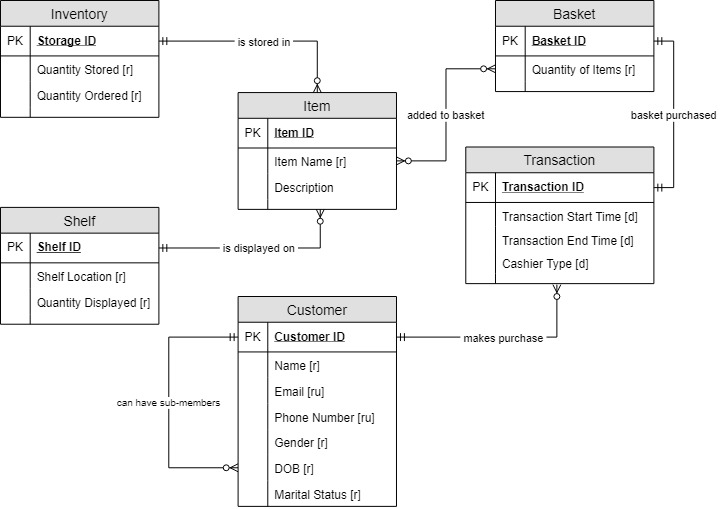 Inventory
PK Storage ID
Quantity Stored [r]
Quantity Ordered [r]
is stored in
Basket
PK Basket ID
Quantity of Items [r]
added to basket
basket purchased
Item
PK Item ID
Item Name [r]
Description
Transaction
PK Transaction ID
Transaction Start Time [d]
Transaction End Time [d]
Cashier Type [d]
Shelf
PK Shelf ID
Shelf Location [r]
Quantity Displayed [r]
is displayed on
Customer
PK Customer ID
Name [r]
Email [ru]
Phone Number [ru]
Gender [r]
DOB [r]
Marital Status [r]
makes purchase
can have sub-members